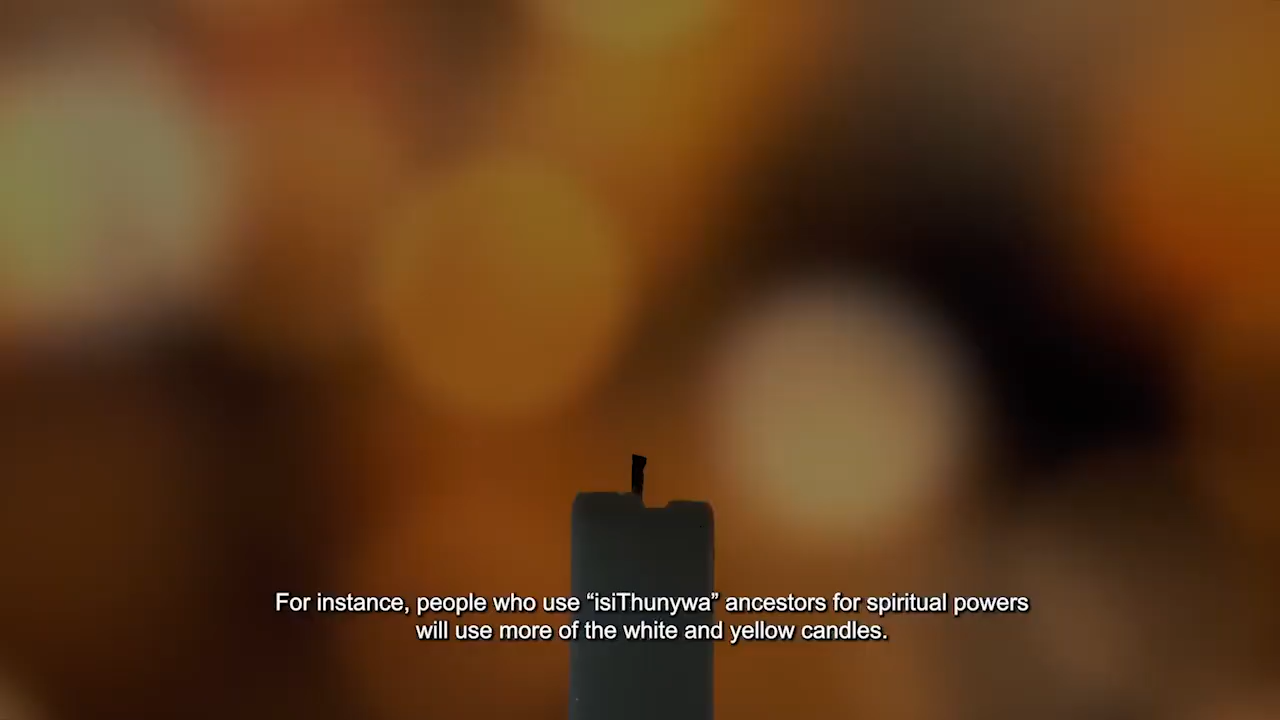 For instance, people who use “isiThunywa” ancestors for spiritual powers
will use more of the white and yellow candles.